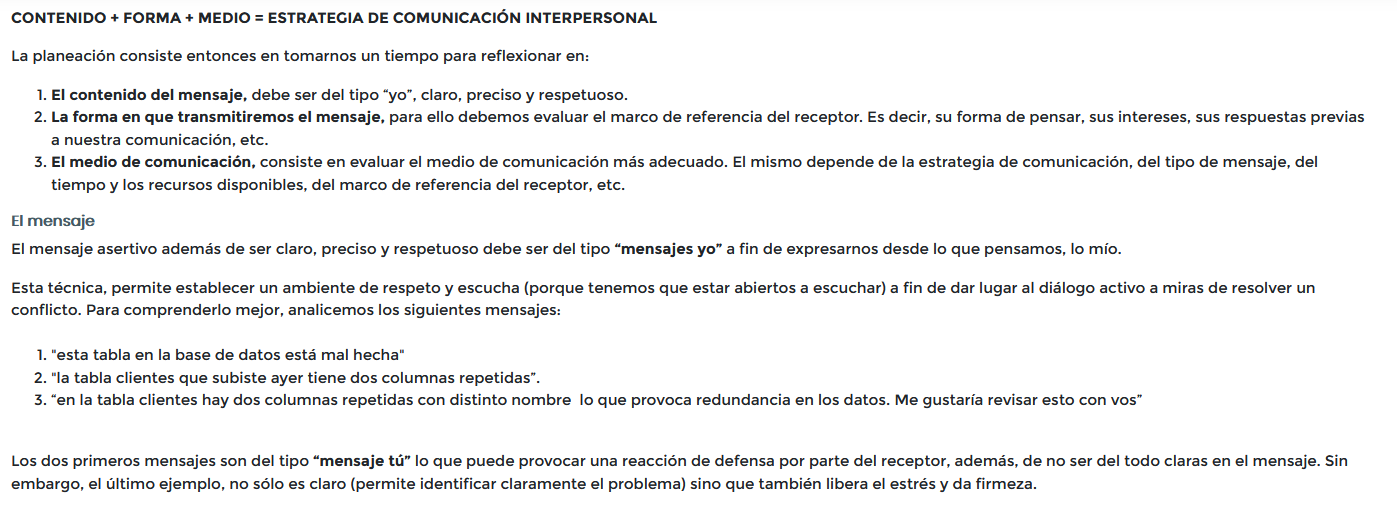 CONTENIDO + FORMA + MEDIO = ESTRATEGIA DE COMUNICACIÓN INTERPERSONAL
La planeación consiste entonces en tomarnos un tiempo para reflexionar en:
1. El contenido del mensaje, debe ser del tipo “yo”, claro, preciso y respetuoso.
2. La forma en que transmitiremos el mensaje, para ello debemos evaluar el marco de referencia del receptor. Es decir, su forma de pensar, sus intereses, sus respuestas previas
a nuestra comunicación, etc.
3. El medio de comunicación, consiste en evaluar el medio de comunicación más adecuado. El mismo depende de la estrategia de comunicación, del tipo de mensaje, del
tiempo y los recursos disponibles, del marco de referencia del receptor, etc.
El mensaje
El mensaje asertivo además de ser claro, preciso y respetuoso debe ser del tipo “mensajes yo” a fin de expresarnos desde lo que pensamos, lo mío.
Esta técnica, permite establecer un ambiente de respeto y escucha (porque tenemos que estar abiertos a escuchar) a fin de dar lugar al diálogo activo a miras de resolver un
conflicto. Para comprenderlo mejor, analicemos los siguientes mensajes:
1. "esta tabla en la base de datos está mal hecha"
2. "la tabla clientes que subiste ayer tiene dos columnas repetidas”.
3. “en la tabla clientes hay dos columnas repetidas con distinto nombre  lo que provoca redundancia en los datos. Me gustaría revisar esto con vos”
Los dos primeros mensajes son del tipo “mensaje tú” lo que puede provocar una reacción de defensa por parte del receptor, además, de no ser del todo claras en el mensaje. Sin
embargo, el último ejemplo, no sólo es claro (permite identificar claramente el problema) sino que también libera el estrés y da firmeza.